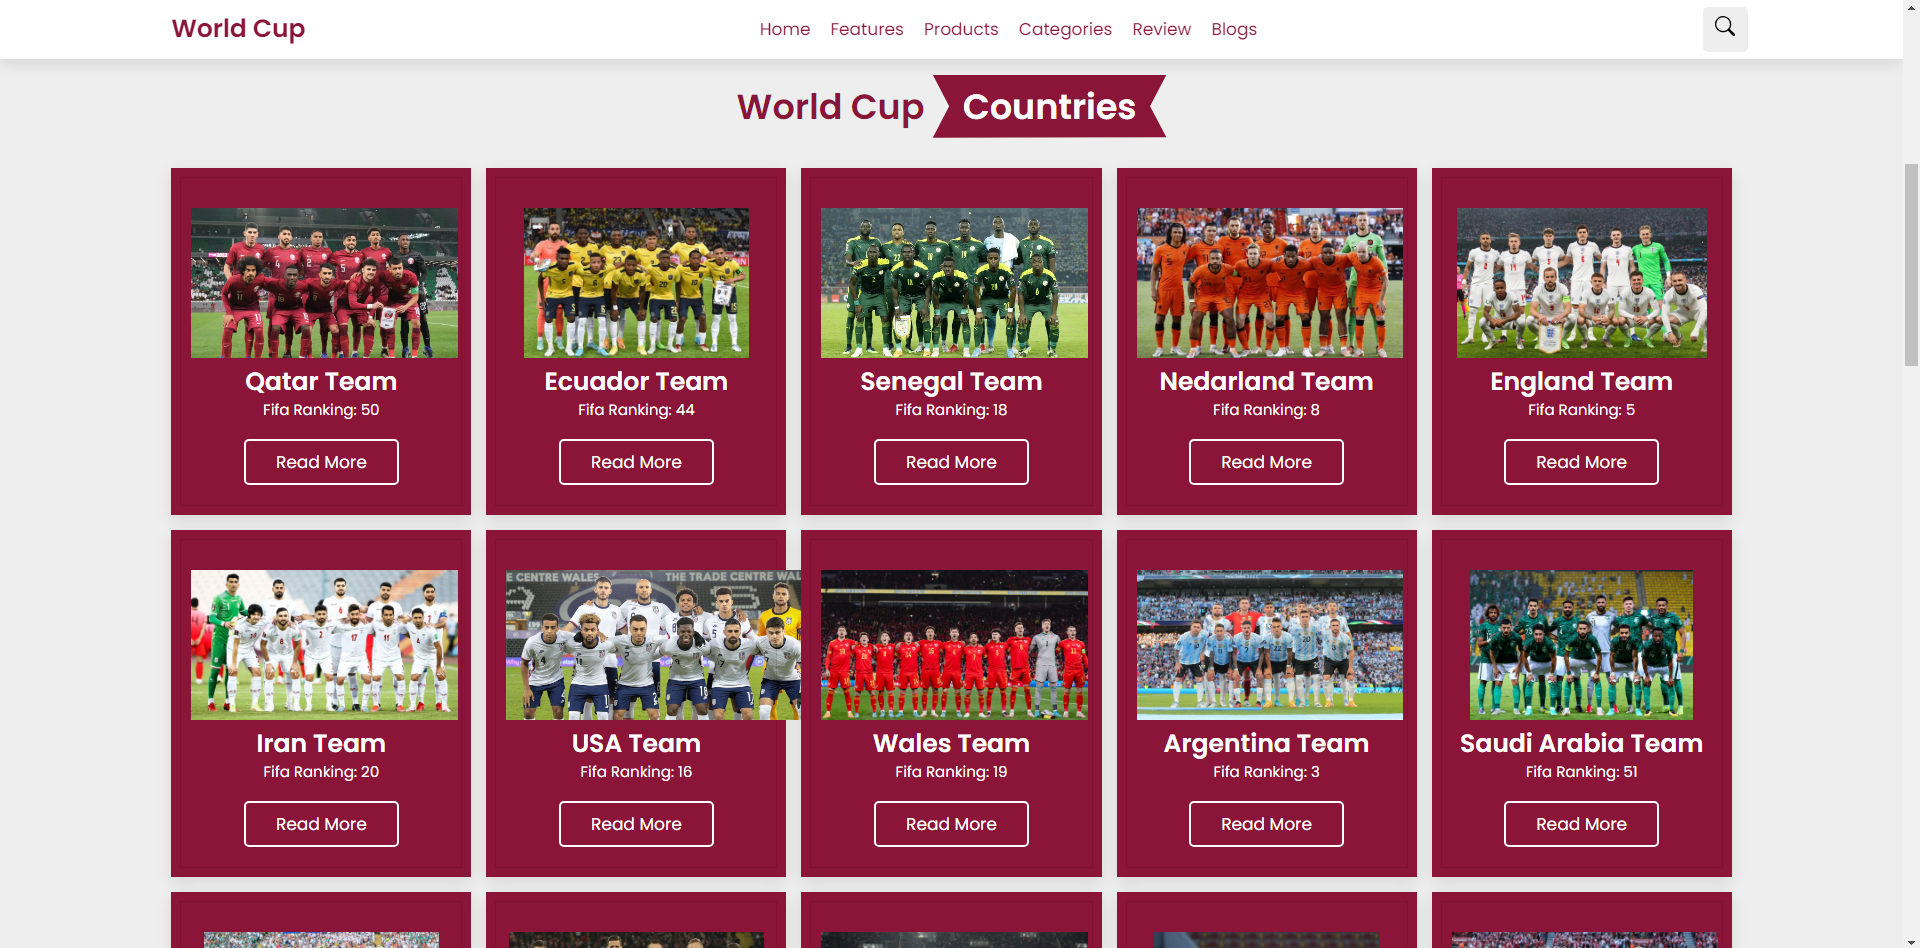 World Cup
Home Features Products Categories Review Blogs
World Cup Countries
Qatar Team
Fifa Ranking: 50
Read More
Ecuador Team
Fifa Ranking: 44
Read More
Senegal Team
Fifa Ranking: 18
Read More
Nedarland Team
Fifa Ranking: 8
Read More
England Team
Fifa Ranking: 5
Read More
Iran Team
Fifa Ranking: 20
Read More
E CENTRE WALES THE TRADE CENTRE WAL
USA Team
Fifa Ranking: 16
Read More
Wales Team
Fifa Ranking: 19
Read More
Argentina Team
Fifa Ranking: 3
Read More
Saudi Arabia Team
Fifa Ranking: 51
Read More